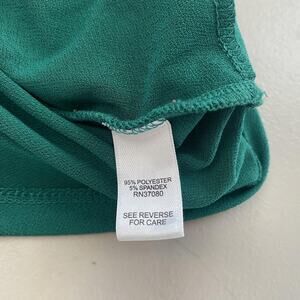 95% POLYESTER
5% SPANDEX
RN37080
SEE REVERSE
FOR CARE